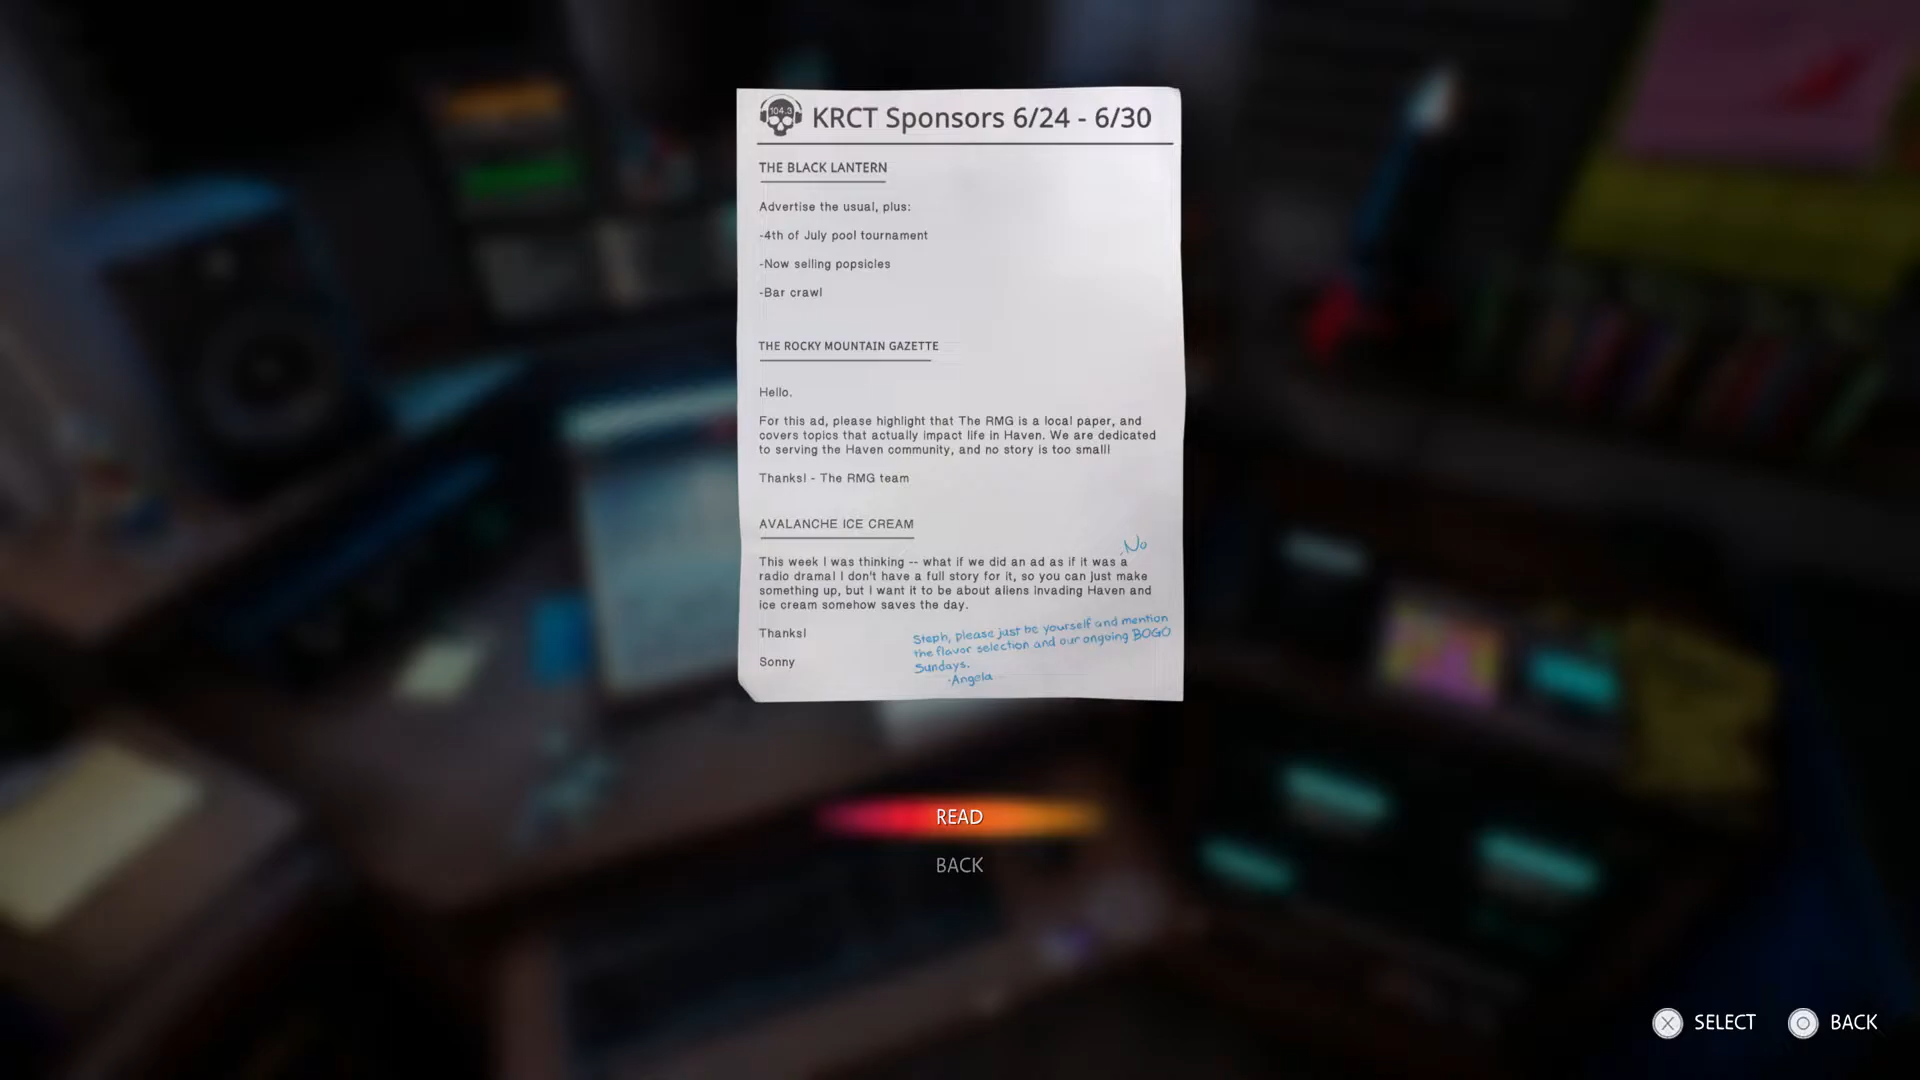 104.3
KRCT Sponsors 6/24 - 6/30
THE BLACK LANTERN
Advertise the usual, plus:
-4th of July pool tournament
-Now selling popsicles
-Bar crawl
THE ROCKY MOUNTAIN GAZETTE
Hello.
For this ad, please highlight that The RMG is a local paper, and
covers topics that actually impact life in Haven. We are dedicated
to serving the Haven community, and no story is too small!
Thanks! - The RMG team
AVALANCHE ICE CREAM
No
This week I was thinking -- what if we did an ad as if it was a
radio drama! I don't have a full story for it, so you can just make
something up, but I want it to be about aliens invading Haven and
ice cream somehow saves the day.
Thanks!
Sonny
Steph, please just be yourself and mention
the flavor selection and our ongoing BOGO
Sundays.
-Angela
READ
BACK
SELECT
BACK